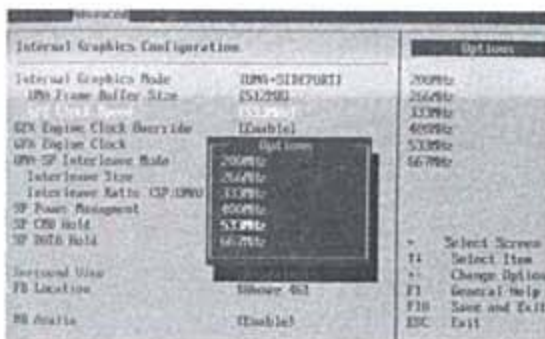 Advanced
Internal Graphics Configuration
Internal Graphics Mode [UMA+SIDEPORT]
UMA Frame Buffer Size [512MB]
GFX Engine Clock Override [Enable]
GFX Engine Clock
UMA-SP Interleave Mode
Interleave Size
Interleave Ratio (SP:UMA)
SP Power Management
SP CMD Hold
SP DATA Hold
Surround View
FB Location [Above 4G]
[Enable]
Options
200MHz
266MHz
333MHz
400MHz
533MHz
667MHz
Options
200MHz
266MHz
333MHz
400MHz
533MHz
667MHz
Select Screen
↑↓ Select Item
+- Change Option
F1 General Help
F10 Save and Exit
ESC Exit